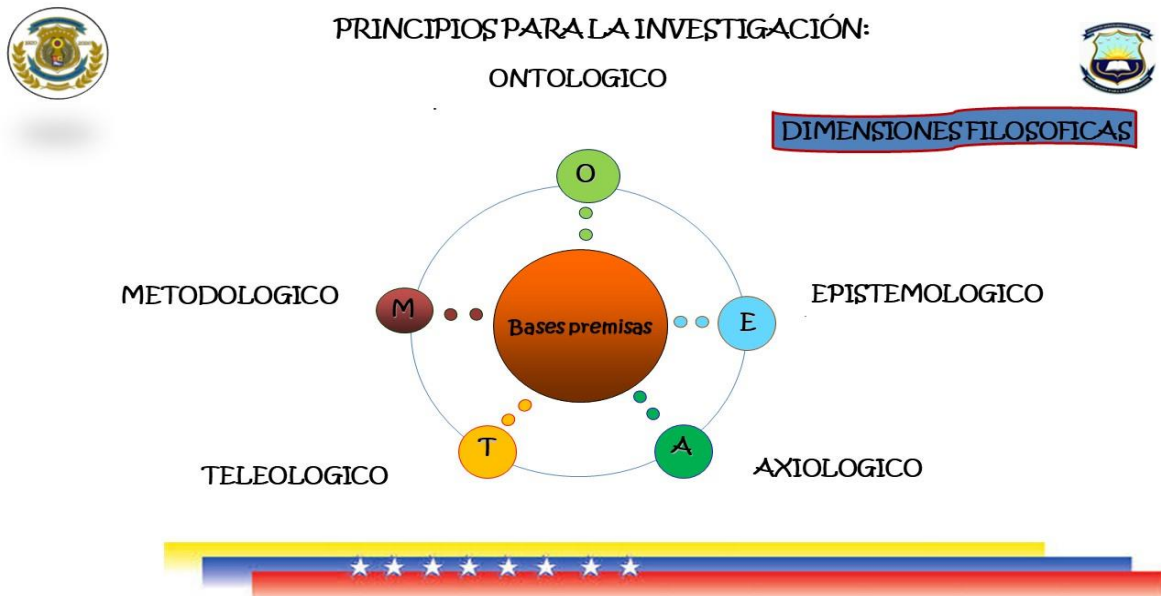 PRINCIPIOS PARA LA INVESTIGACIÓN:
ONTOLOGICO
DIMENSIONES FILOSOFICAS
O
METODOLOGICO
M
Bases premisas
E
EPISTEMOLOGICO
TELEOLOGICO
T
A
AXIOLOGICO